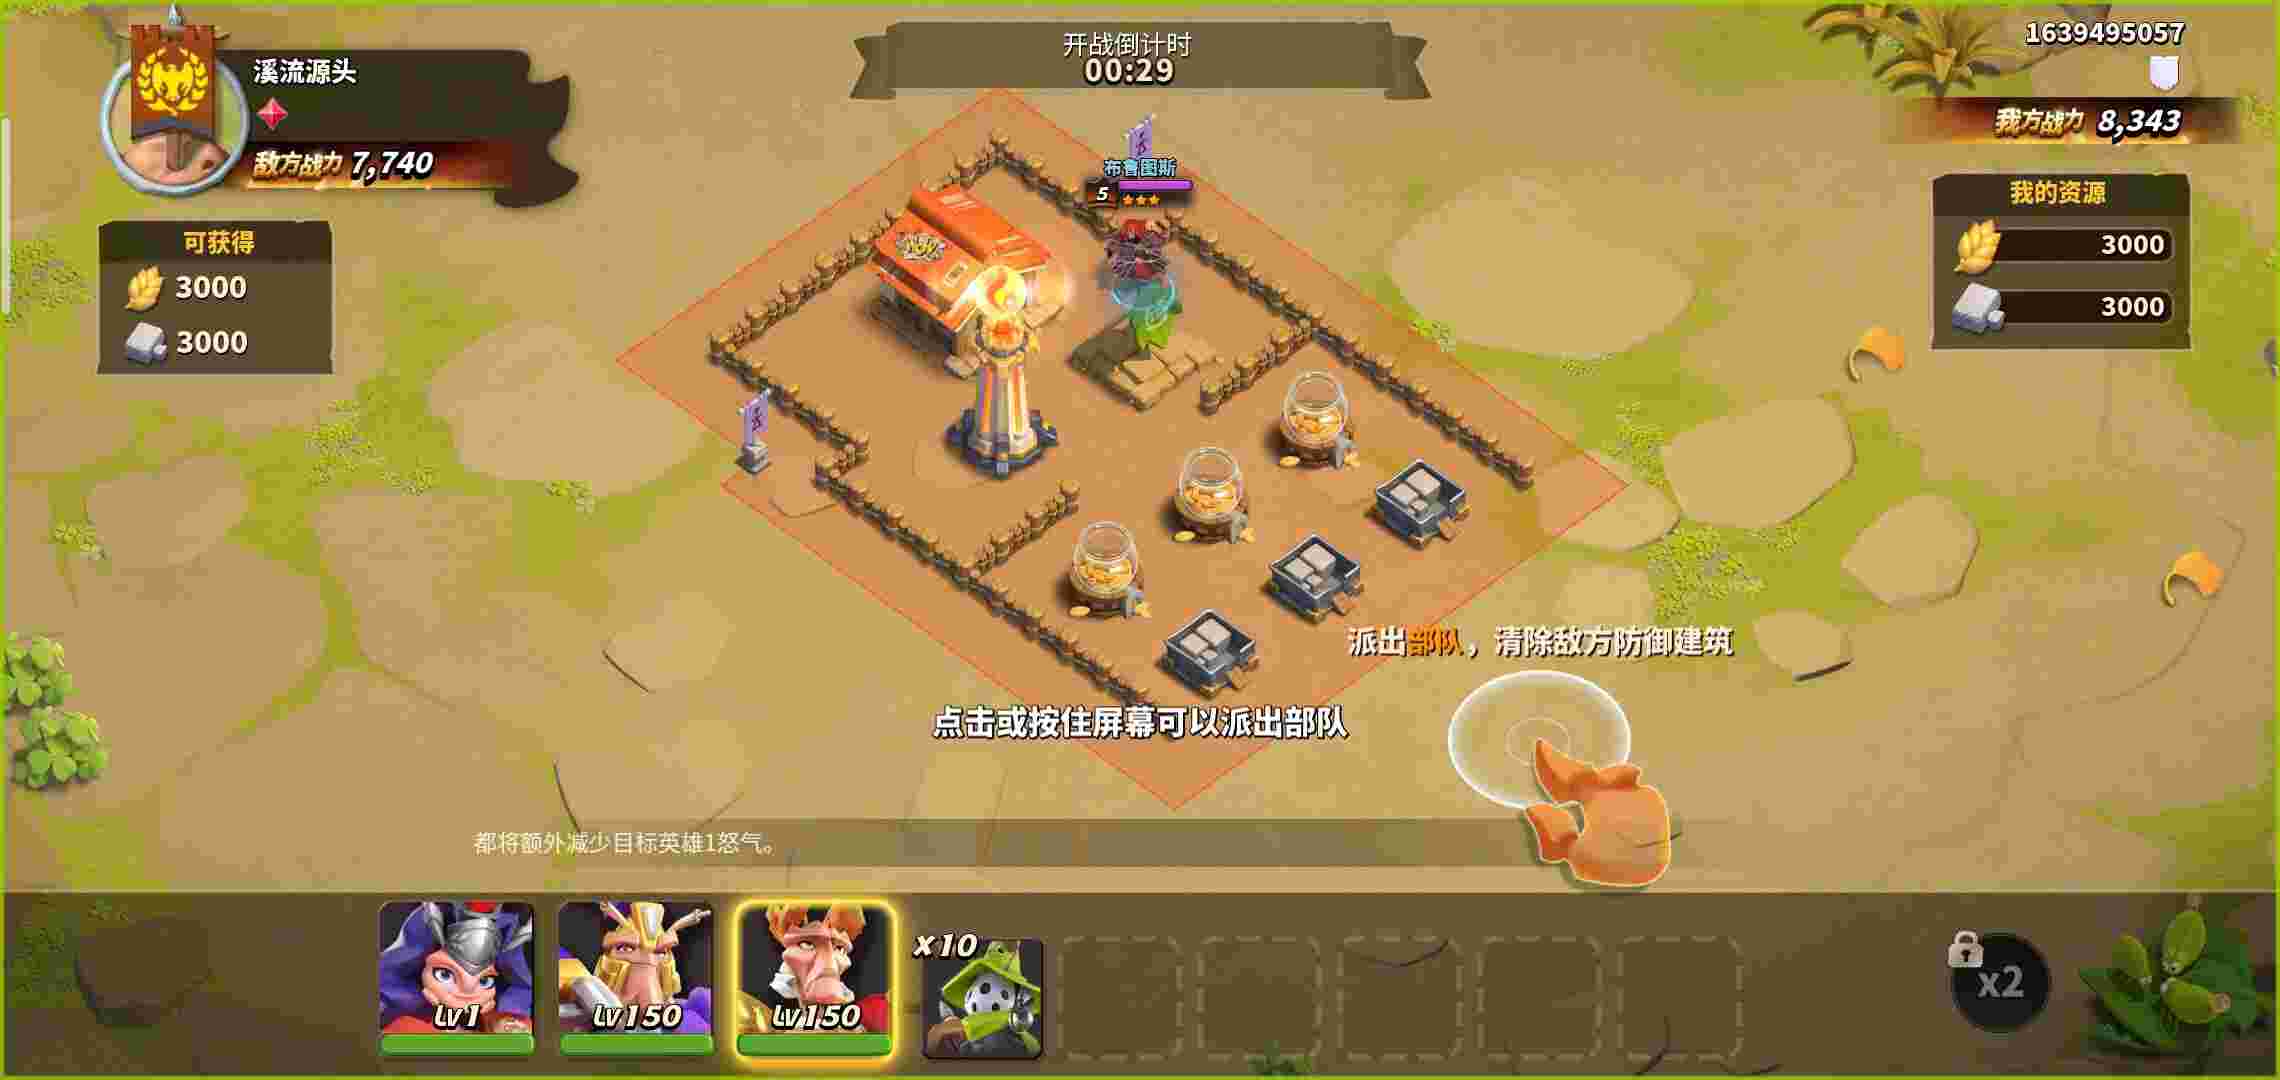 溪流源头
敌方战力 7,740
可获得
3000
3000
开战倒计时
00:29
1639495057
我方战力 8,343
我的资源
3000
3000
布鲁图斯
5
派出部队，清除敌方防御建筑
点击或按住屏幕可以派出部队
都将额外减少目标英雄1怒气。
Lv1
Lv150
Lv150
x10
x2